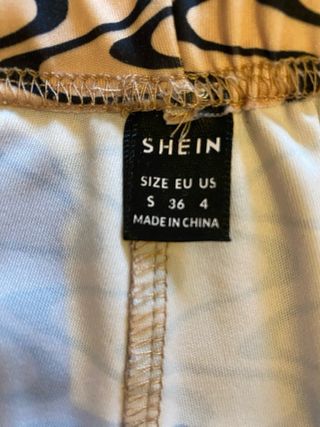 SHEIN
SIZE EU US
S 36 4
MADE IN CHINA